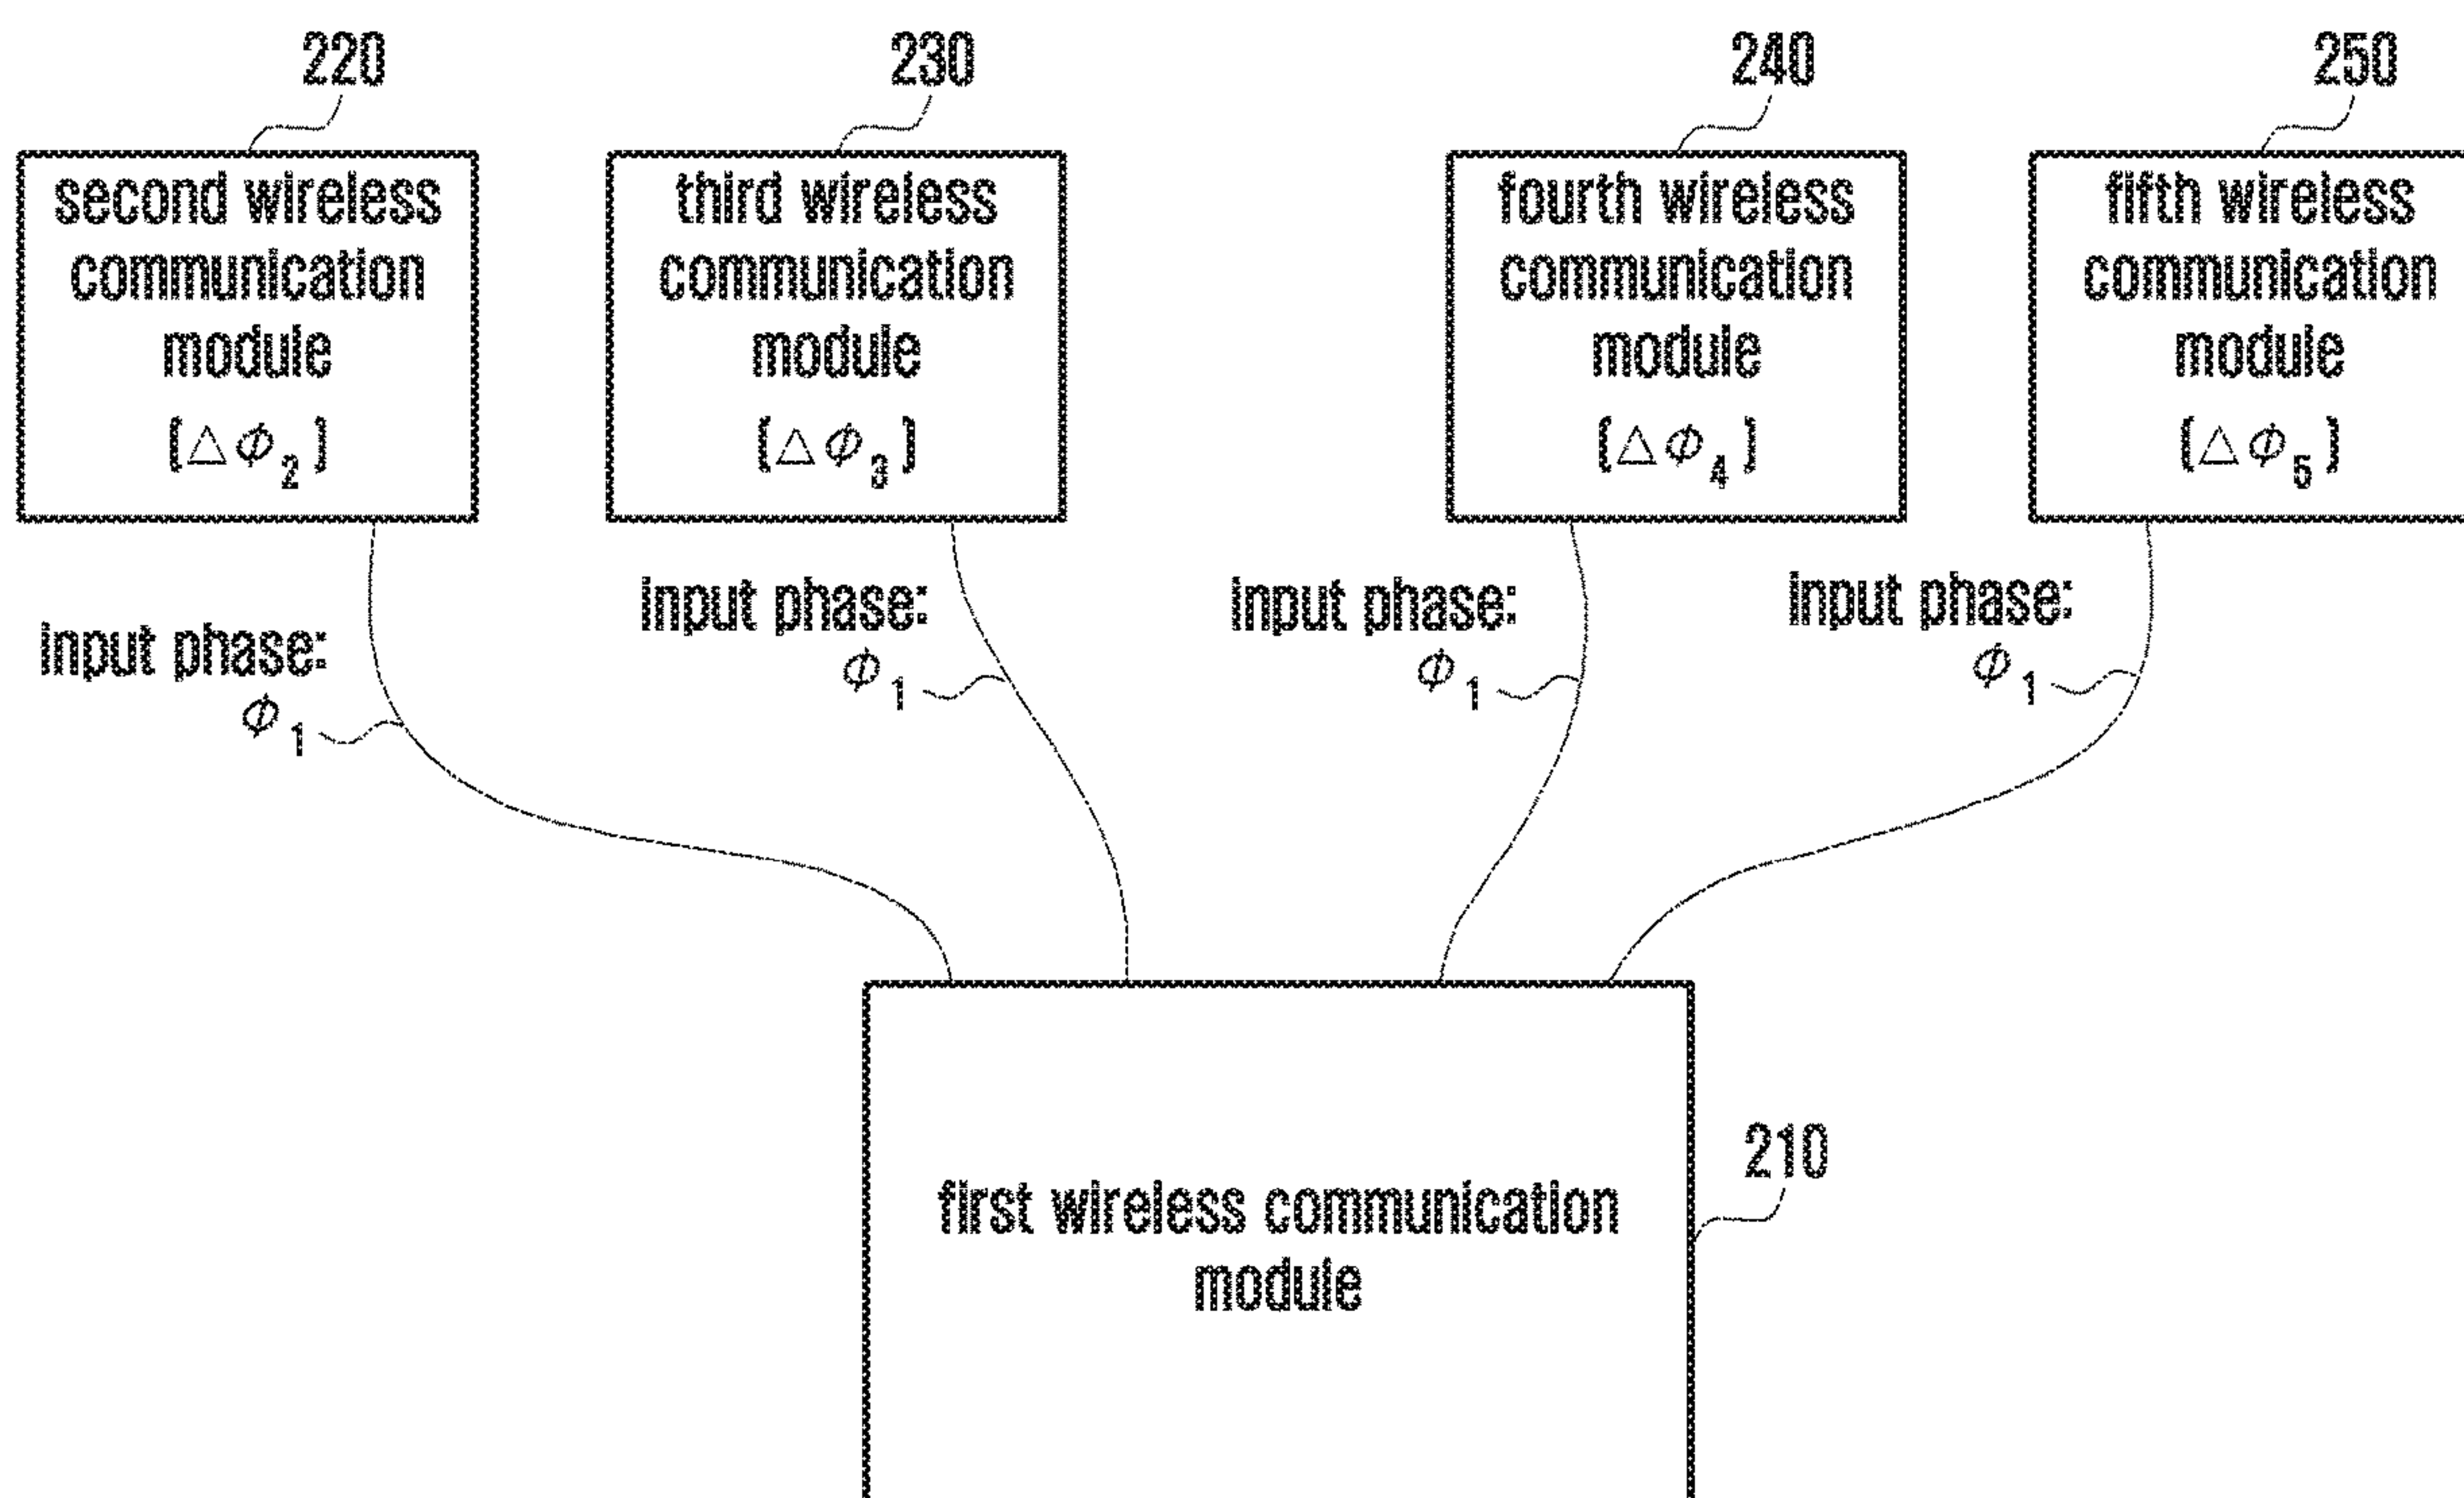 220
230
240
250
second wireless
communication
module
(△Φ2)
third wireless
communication
module
(△Φ3)
fourth wireless
communication
module
(△Φ4)
fifth wireless
communication
module
(△Φ5)
input phase:
Φ1
input phase:
Φ1
input phase:
Φ1
input phase:
Φ1
210
first wireless communication
module